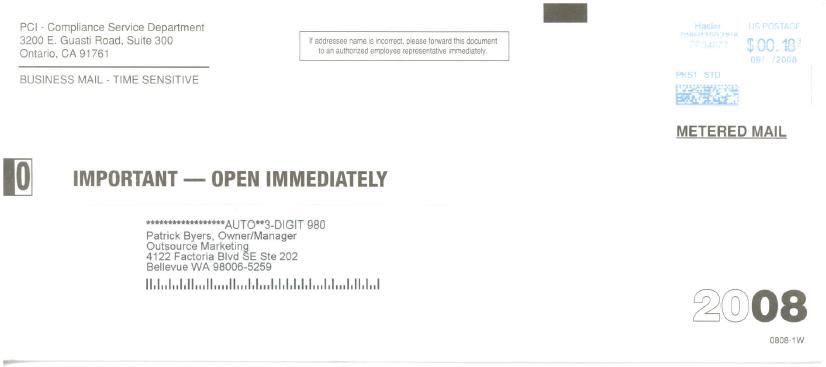 PCI - Compliance Service Department
3200 E. Guasti Road, Suite 300
Ontario, CA 91761
BUSINESS MAIL - TIME SENSITIVE
If addressee name is incorrect, please forward this document
to an authorized employee representative immediately.
Hasler
US POSTAGE
$00.18
09/ /2008
PRST STD
METERED MAIL
0
IMPORTANT — OPEN IMMEDIATELY
******************AUTO**3-DIGIT 980
Patrick Byers, Owner/Manager
Outsource Marketing
4122 Factoria Blvd SE Ste 202
Bellevue WA 98006-5259
2008
0808-1W